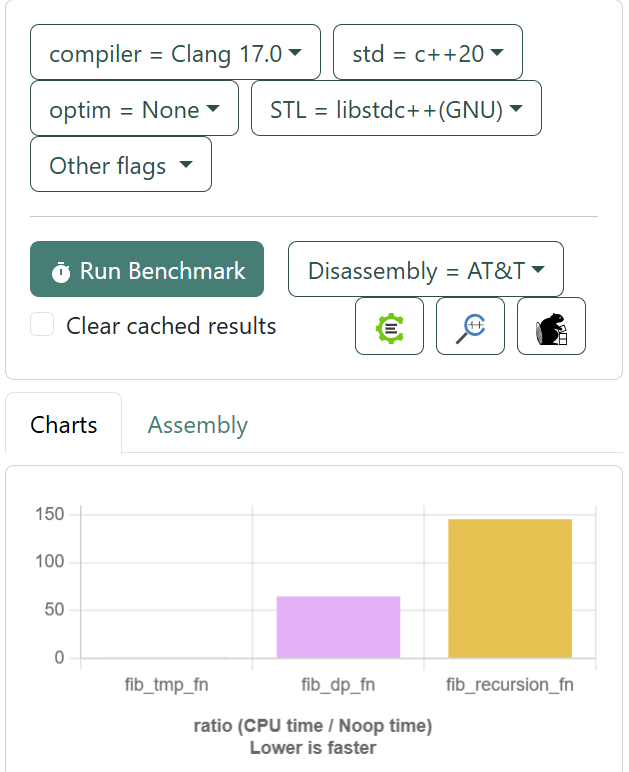 compiler = Clang 17.0
std = c++20
optim = None
STL = libstdc++(GNU)
Other flags
Run Benchmark
Disassembly = AT&T
Clear cached results
Charts
Assembly
150
100
50
0
fib_tmp_fn
fib_dp_fn
fib_recursion_fn
ratio (CPU time / Noop time)
Lower is faster